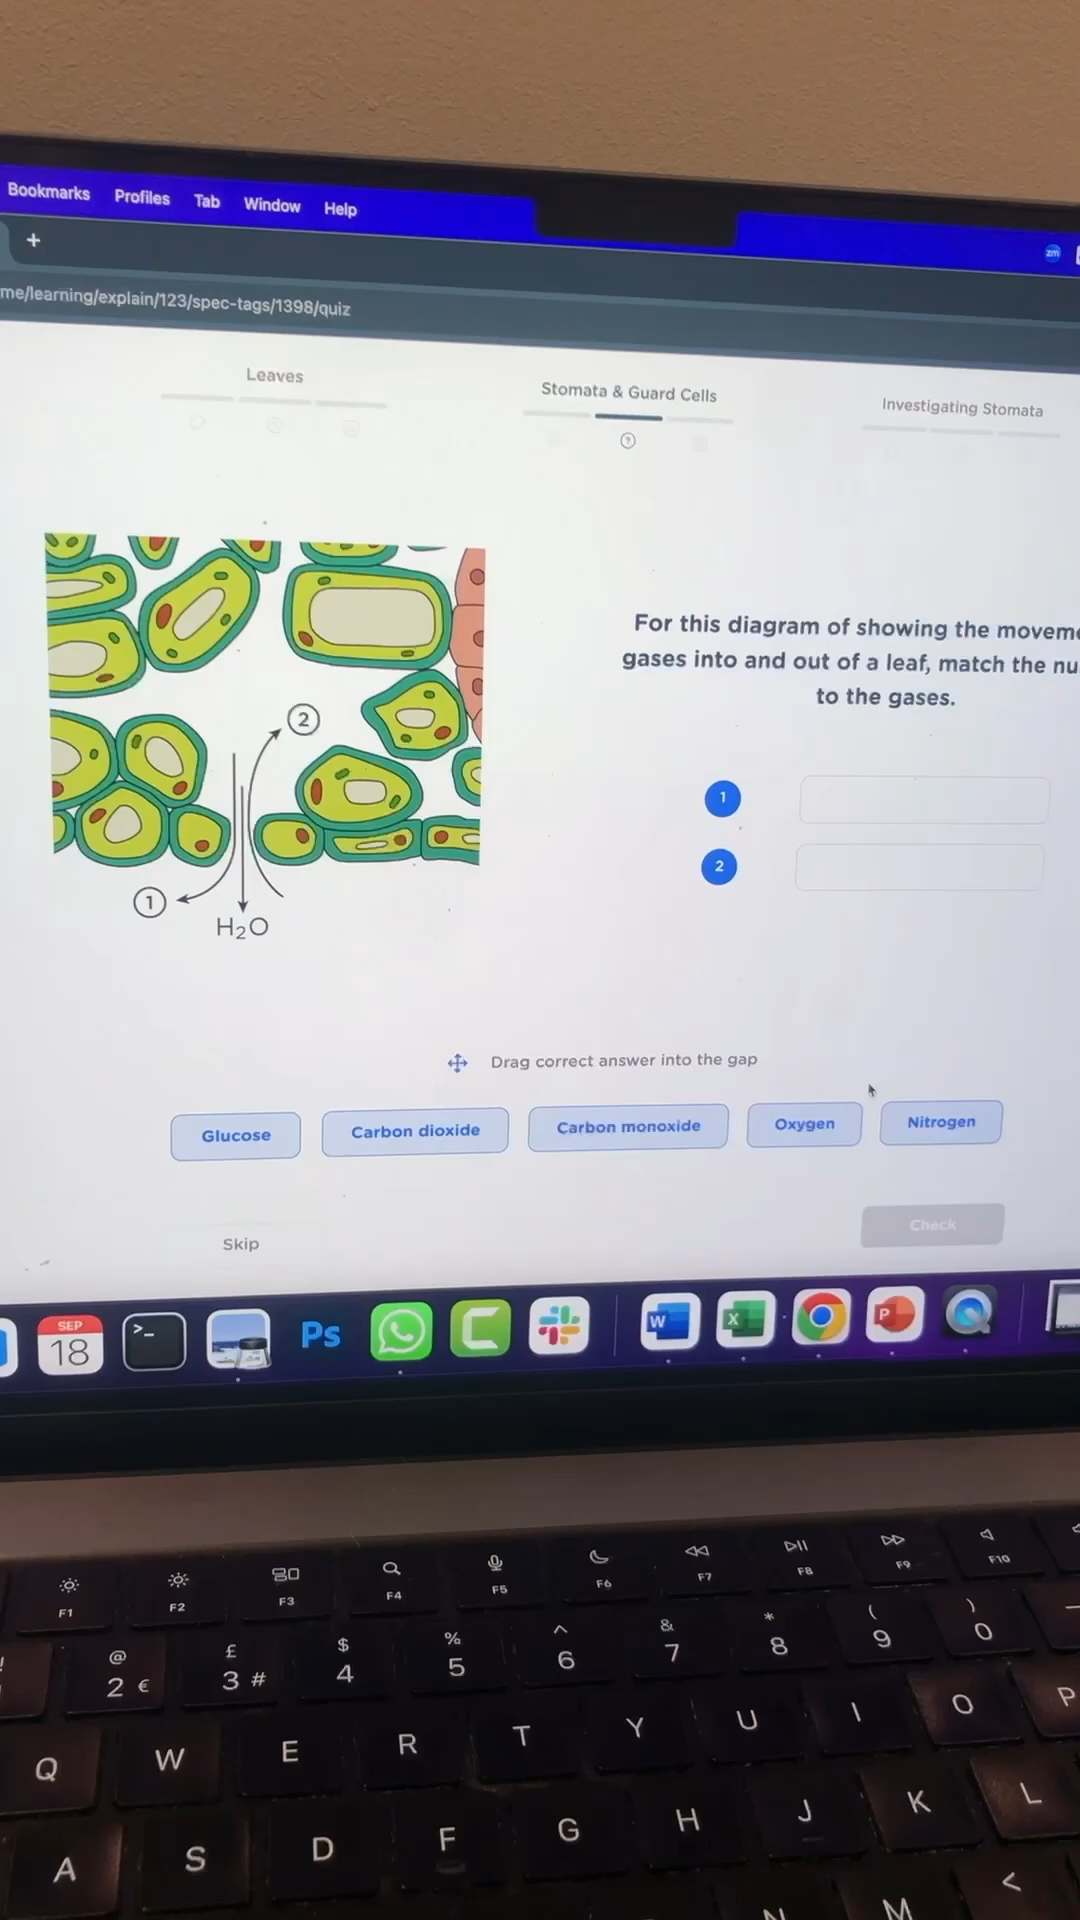 Bookmarks Profiles Tab Window Help
zm
+
me/learning/explain/123/spec-tags/1398/quiz
Leaves
Stomata & Guard Cells
Investigating Stomata
?
For this diagram of showing the
gases into and out of a leaf, match the
to the gases.
2
1
H₂O
1
2
Drag correct answer into the gap
Glucose
Carbon dioxide
Carbon monoxide
Oxygen
Nitrogen
Skip
Check
SEP
18
>_
Ps
W
X
P
F1 F2 F3 F4 F5 F6 F7 F8 F9 F10
@ £ $ % ^ & * ( )
2 € 3 # 4 5 6 7 8 9 0
Q W E R T Y U I O P
A S D F G H J K L
M <